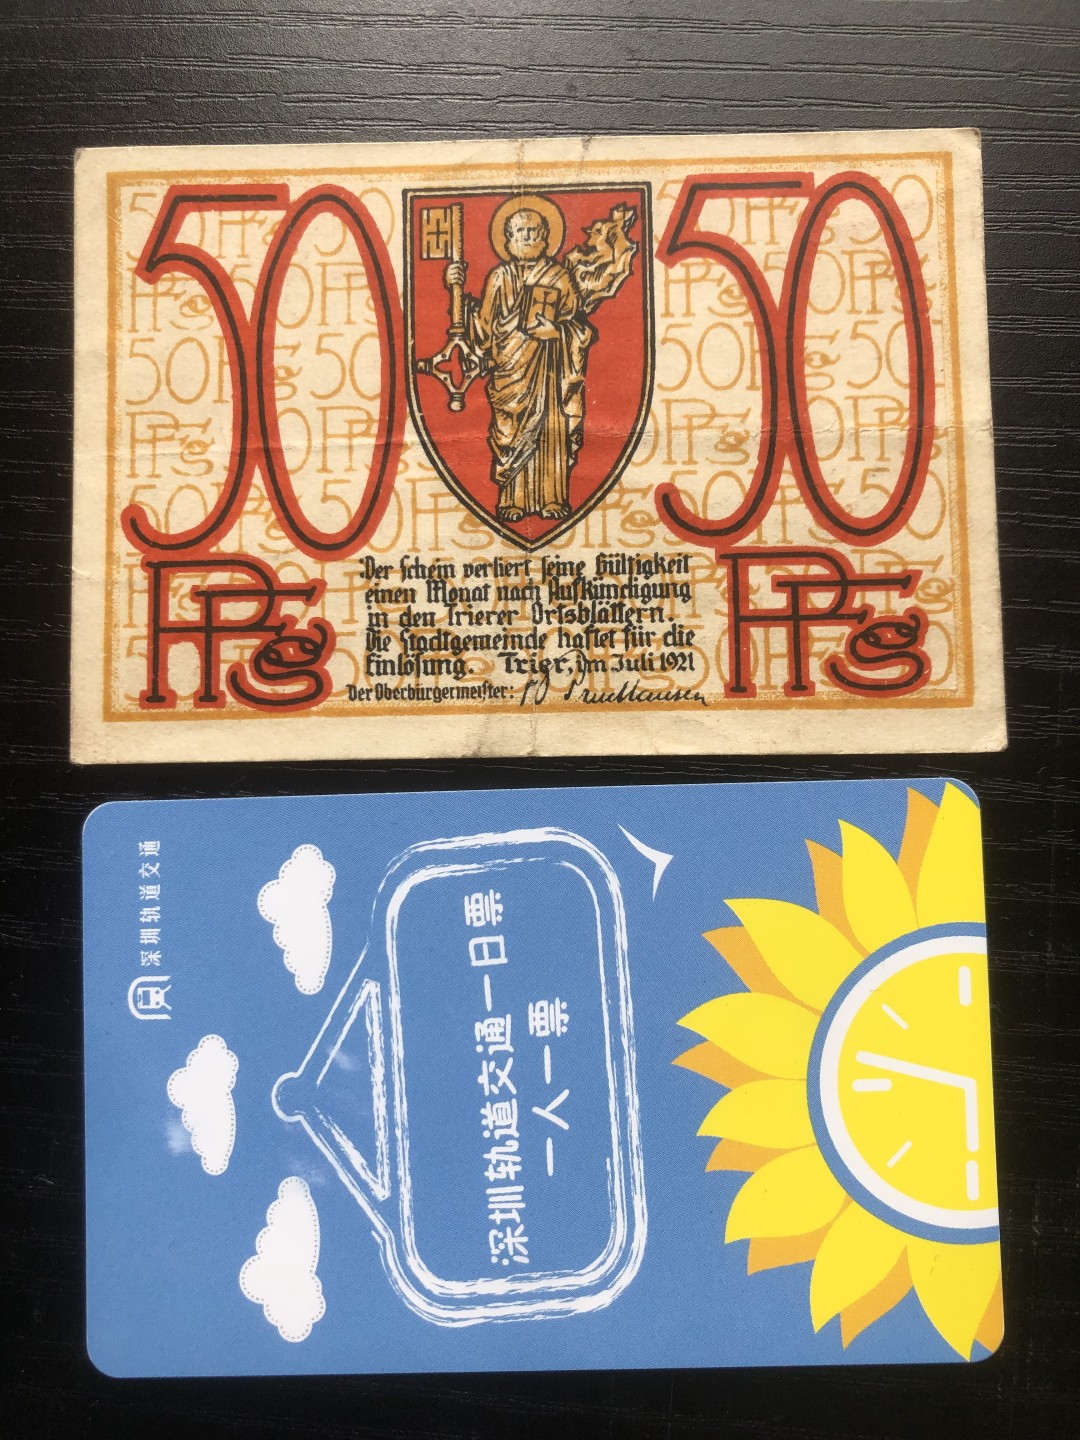 50 50
PFgs PFgs
Der Schein verliert seine Gültigkeit
einen Monat nach Aufkündigung
in den Trierer Ortsblättern.
Die Stadtgemeinde haftet für die
Einlösung. Trier, im Juli 1921
Der Oberbürgermeister:
深圳轨道交通
深圳轨道交通一日票
一人一票